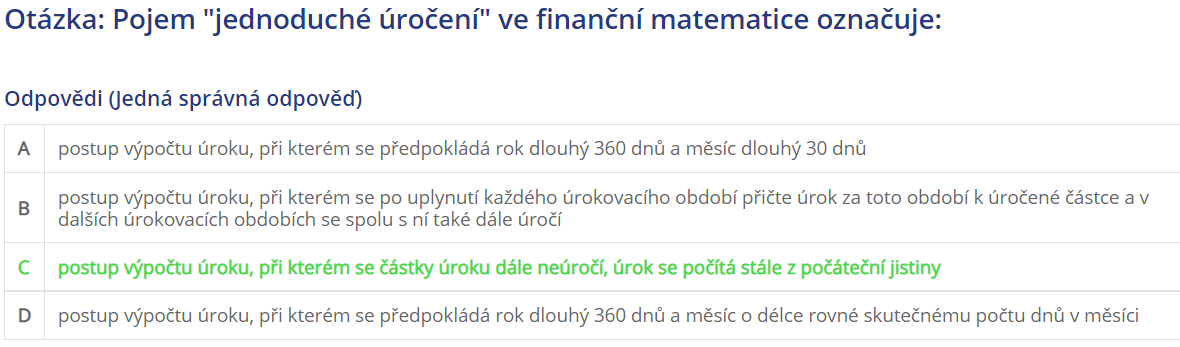 Otázka: Pojem "jednoduché úročení" ve finanční matematice označuje:
Odpovědi (Jedná správná odpověď)
A postup výpočtu úroku, při kterém se předpokládá rok dlouhý 360 dnů a měsíc dlouhý 30 dnů
B postup výpočtu úroku, při kterém se po uplynutí každého úrokovacího období přičte úrok za toto období k úročené částce a v
dalších úrokovacích obdobích se spolu s ní také dále úročí
C postup výpočtu úroku, při kterém se částky úroku dále neúročí, úrok se počítá stále z počáteční jistiny
D postup výpočtu úroku, při kterém se předpokládá rok dlouhý 360 dnů a měsíc o délce rovné skutečnému počtu dnů v měsíci